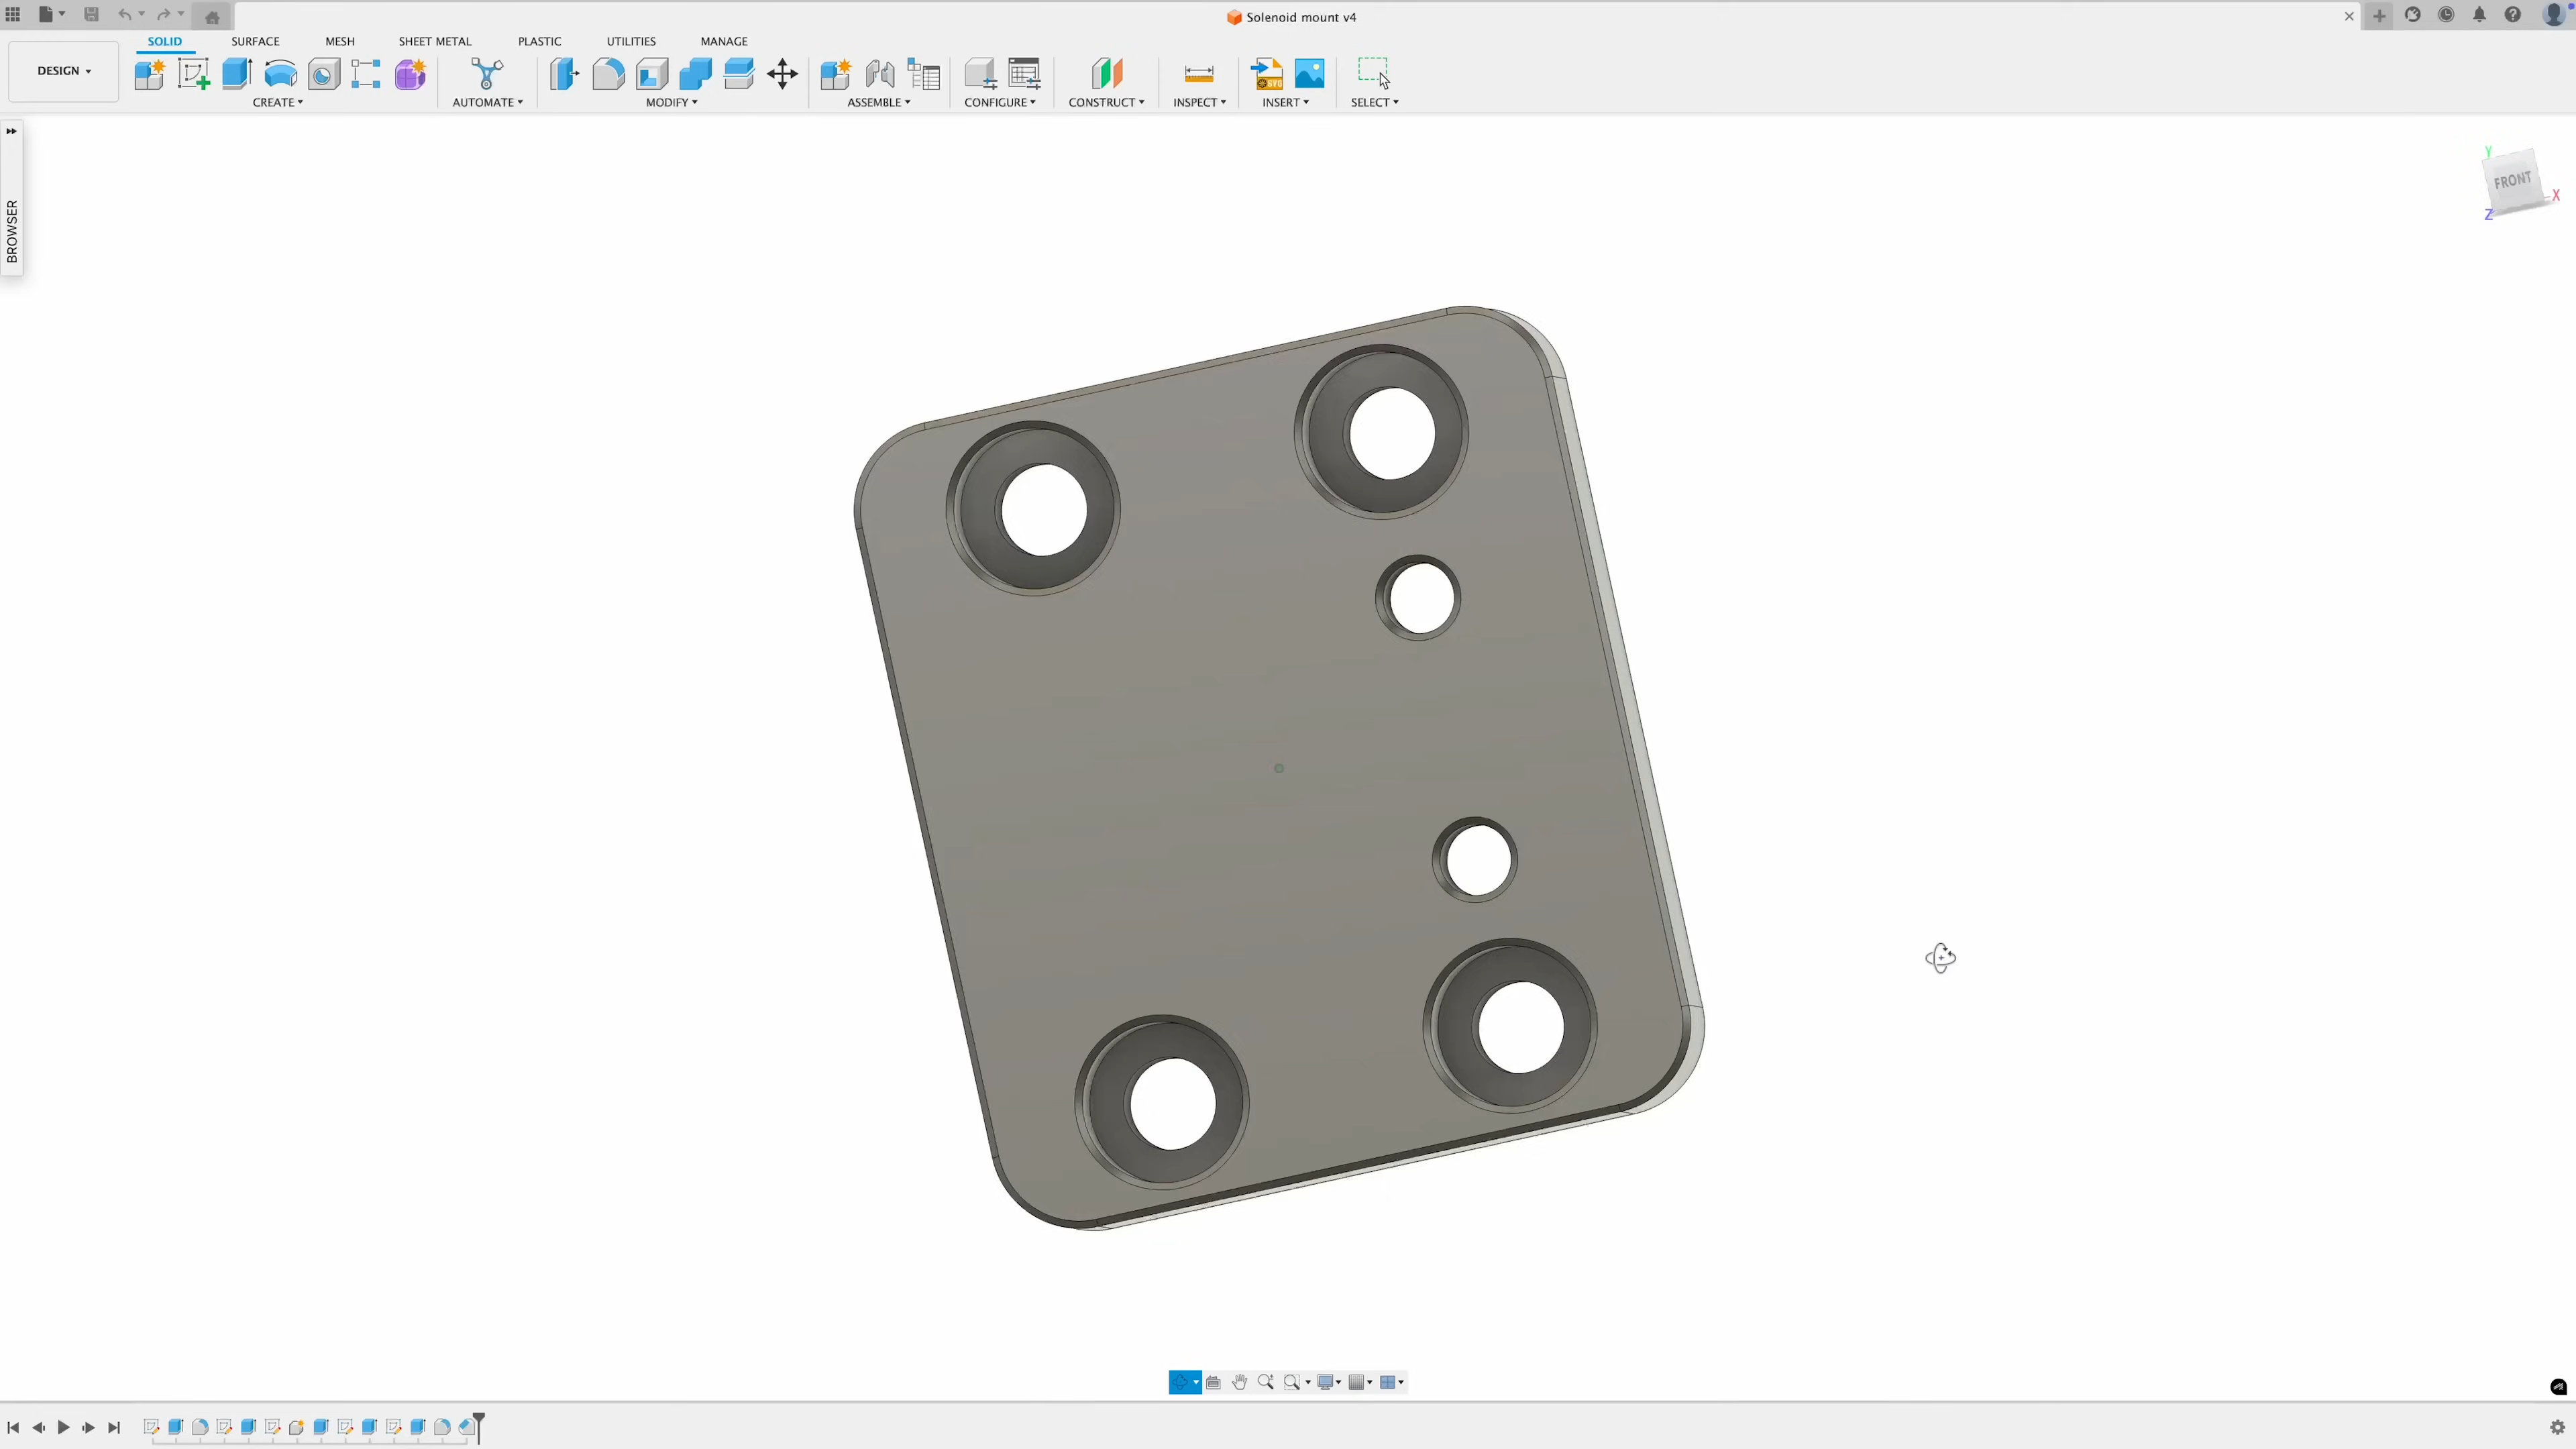 Solenoid mount v4
SOLID SURFACE MESH SHEET METAL PLASTIC UTILITIES MANAGE
DESIGN
CREATE AUTOMATE MODIFY ASSEMBLE CONFIGURE CONSTRUCT INSPECT INSERT SELECT
BROWSER
Y
FRONT
X
Z